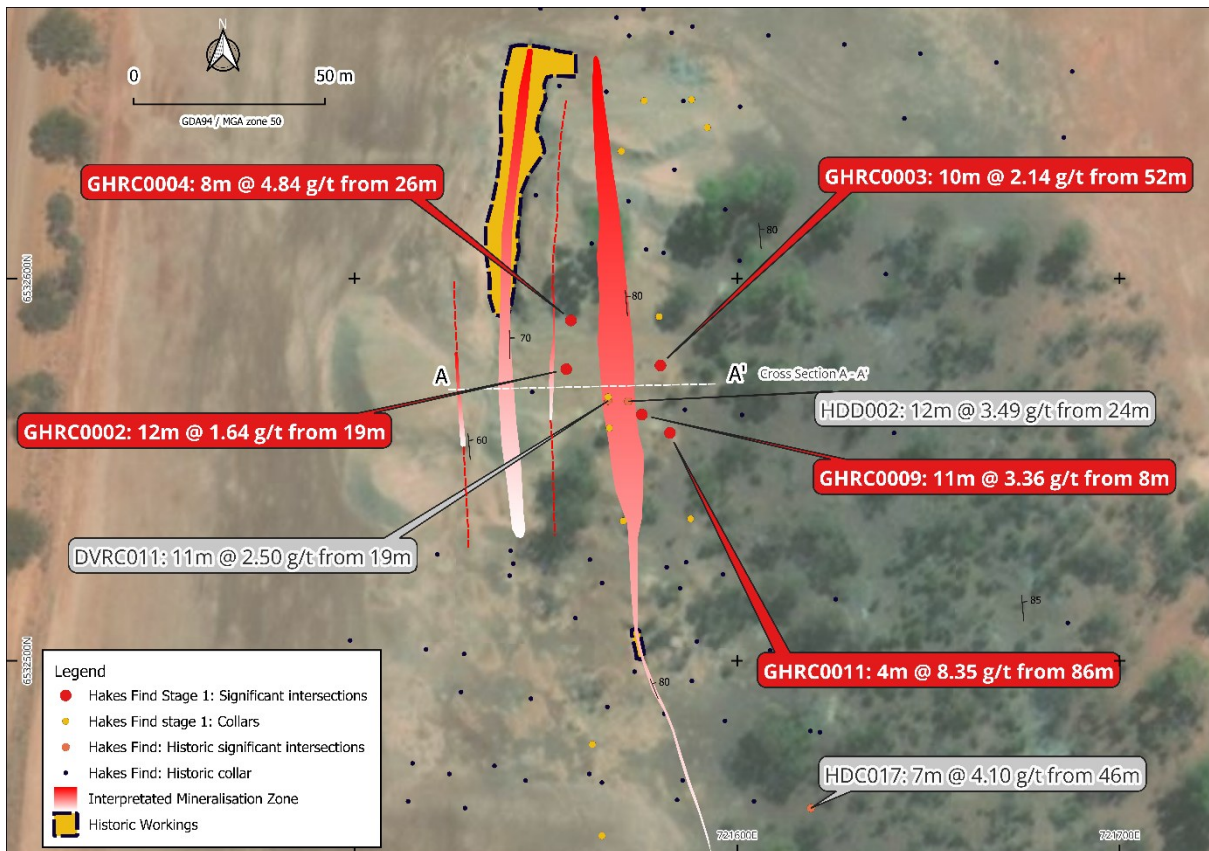 N
0 50 m
GDA94 / MGA zone 50
GHRC0004: 8m @ 4.84 g/t from 26m
GHRC0003: 10m @ 2.14 g/t from 52m
80
6532600N
80
70
A
A'
Cross Section A - A'
HDD002: 12m @ 3.49 g/t from 24m
GHRC0002: 12m @ 1.64 g/t from 19m
60
GHRC0009: 11m @ 3.36 g/t from 8m
DVRC011: 11m @ 2.50 g/t from 19m
85
6532500N
GHRC0011: 4m @ 8.35 g/t from 86m
80
Legend
Hakes Find Stage 1: Significant intersections
Hakes Find stage 1: Collars
Hakes Find: Historic significant intersections
Hakes Find: Historic collar
Interpretated Mineralisation Zone
Historic Workings
HDC017: 7m @ 4.10 g/t from 46m
721600E
721700E